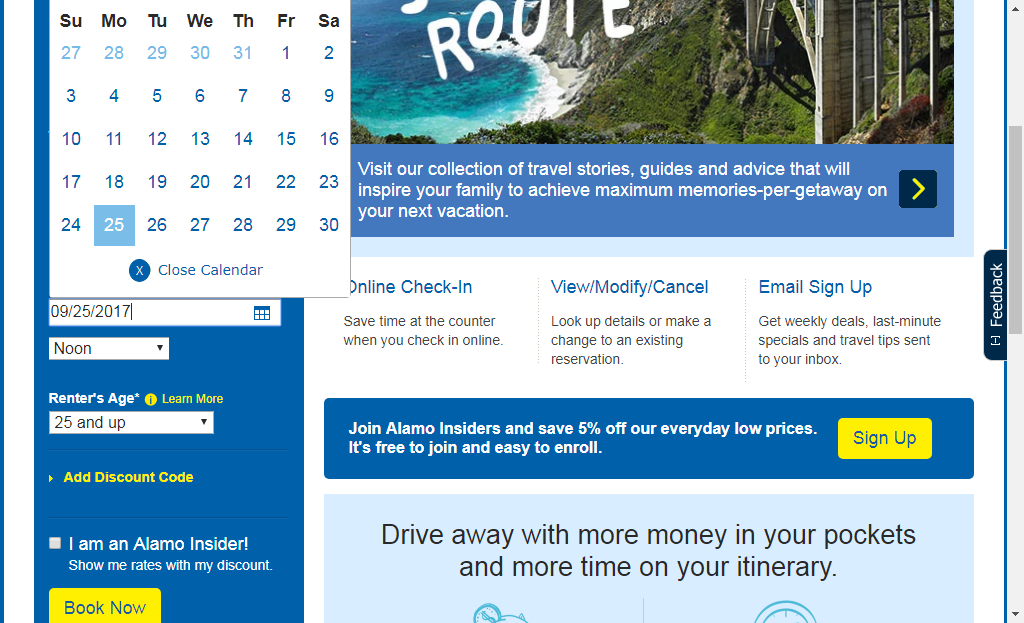 Su Mo Tu We Th Fr Sa
27 28 29 30 31 1 2
3 4 5 6 7 8 9
10 11 12 13 14 15 16
17 18 19 20 21 22 23
24 25 26 27 28 29 30
X Close Calendar
09/25/2017
Noon
Renter's Age* i Learn More
25 and up
Add Discount Code
I am an Alamo Insider!
Show me rates with my discount.
Book Now
ROUTE
Visit our collection of travel stories, guides and advice that will
inspire your family to achieve maximum memories-per-getaway on
your next vacation.
Online Check-In
Save time at the counter
when you check in online.
View/Modify/Cancel
Look up details or make a
change to an existing
reservation.
Email Sign Up
Get weekly deals, last-minute
specials and travel tips sent
to your inbox.
Join Alamo Insiders and save 5% off our everyday low prices.
It's free to join and easy to enroll.
Sign Up
Drive away with more money in your pockets
and more time on your itinerary.
[-] Feedback